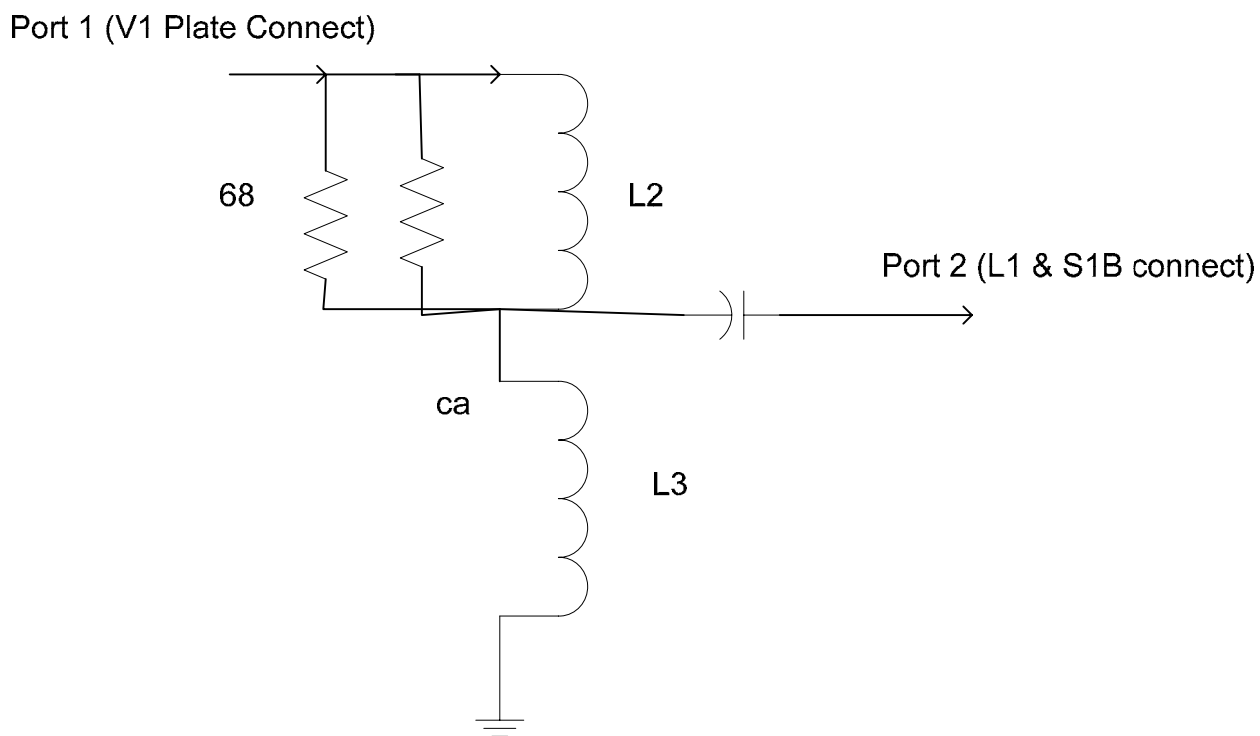 Port 1 (V1 Plate Connect)
68
L2
Port 2 (L1 & S1B connect)
ca
L3